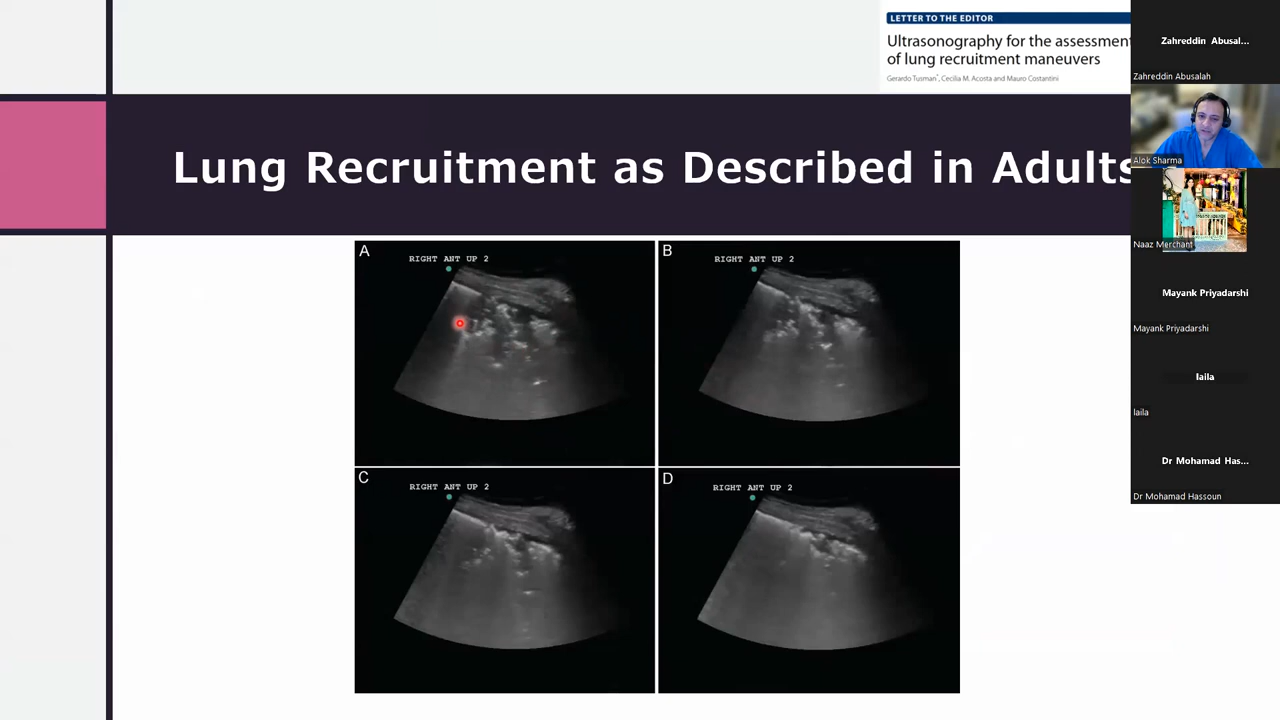 LETTER TO THE EDITOR
Ultrasonography for the assessment
of lung recruitment maneuvers
Gerardo Tusman*, Cecilia M. Acosta and Mauro Costantini
Lung Recruitment as Described in Adults
A
RIGHT ANT UP 2
B
RIGHT ANT UP 2
C
RIGHT ANT UP 2
D
RIGHT ANT UP 2
Zahreddin Abusal...
Zahreddin Abusalah
Alok Sharma
Naaz Merchant
Mayank Priyadarshi
Mayank Priyadarshi
laila
laila
Dr Mohamad Has...
Dr Mohamad Hassoun